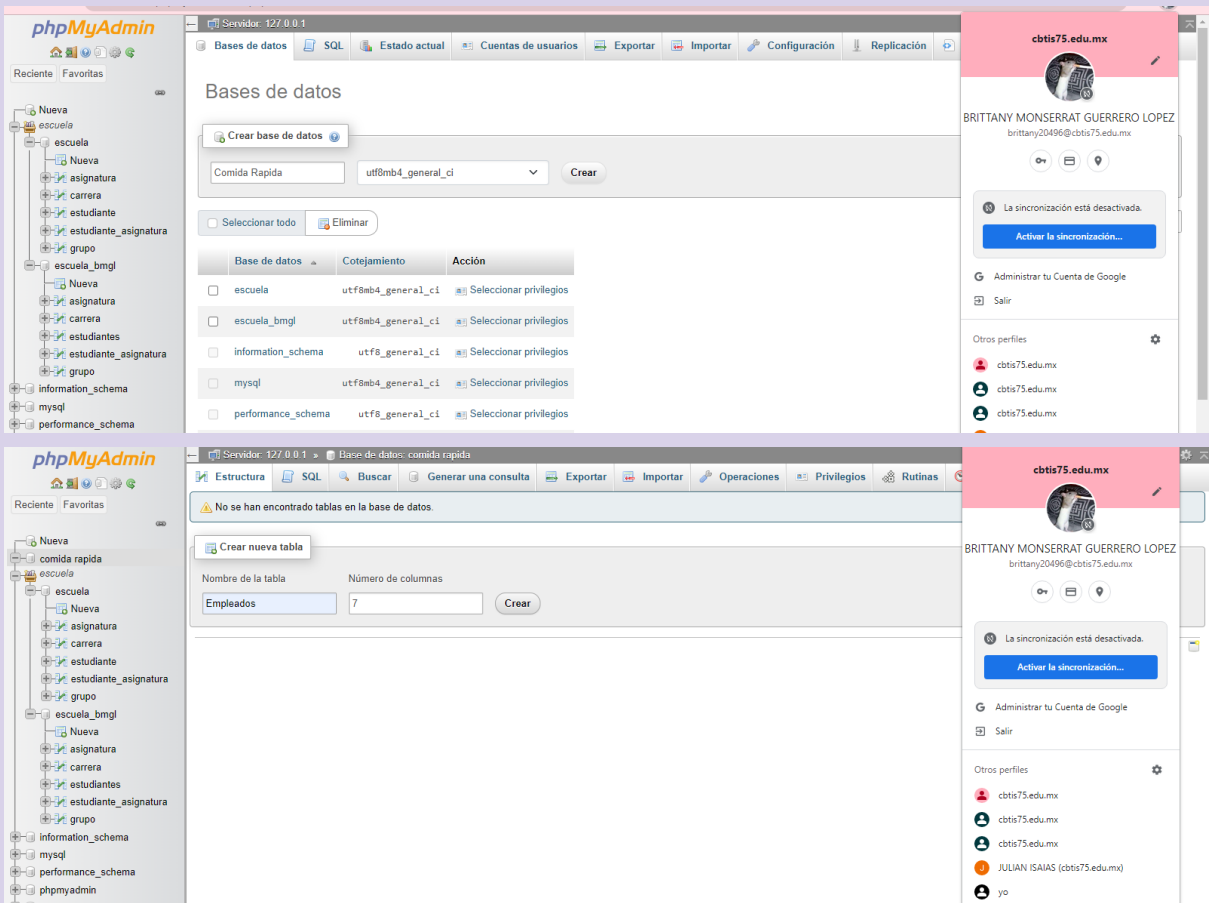 phpMyAdmin
Reciente Favoritas
Nueva
escuela
escuela
Nueva
asignatura
carrera
estudiante
estudiante_asignatura
grupo
escuela_bmgl
Nueva
asignatura
carrera
estudiantes
estudiante_asignatura
grupo
information_schema
mysql
performance_schema
Servidor: 127.0.0.1
Bases de datos SQL Estado actual Cuentas de usuarios Exportar Importar Configuración Replicación
Bases de datos
Crear base de datos
Comida Rapida utf8mb4_general_ci Crear
Seleccionar todo Eliminar
Base de datos Cotejamiento Acción
escuela utf8mb4_general_ci Seleccionar privilegios
escuela_bmgl utf8mb4_general_ci Seleccionar privilegios
information_schema utf8_general_ci Seleccionar privilegios
mysql utf8mb4_general_ci Seleccionar privilegios
performance_schema utf8_general_ci Seleccionar privilegios
cbtis75.edu.mx
BRITTANY MONSERRAT GUERRERO LOPEZ
brittany20496@cbtis75.edu.mx
La sincronización está desactivada.
Activar la sincronización...
G Administrar tu Cuenta de Google
Salir
Otros perfiles
cbtis75.edu.mx
cbtis75.edu.mx
cbtis75.edu.mx
phpMyAdmin
Reciente Favoritas
Nueva
comida rapida
escuela
escuela
Nueva
asignatura
carrera
estudiante
estudiante_asignatura
grupo
escuela_bmgl
Nueva
asignatura
carrera
estudiantes
estudiante_asignatura
grupo
information_schema
mysql
performance_schema
phpmyadmin
Servidor: 127.0.0.1 » Base de datos: comida rapida
Estructura SQL Buscar Generar una consulta Exportar Importar Operaciones Privilegios Rutinas
No se han encontrado tablas en la base de datos.
Crear nueva tabla
Nombre de la tabla Número de columnas
Empleados 7 Crear
cbtis75.edu.mx
BRITTANY MONSERRAT GUERRERO LOPEZ
brittany20496@cbtis75.edu.mx
La sincronización está desactivada.
Activar la sincronización...
G Administrar tu Cuenta de Google
Salir
Otros perfiles
cbtis75.edu.mx
cbtis75.edu.mx
cbtis75.edu.mx
J JULIAN ISAIAS (cbtis75.edu.mx)
yo